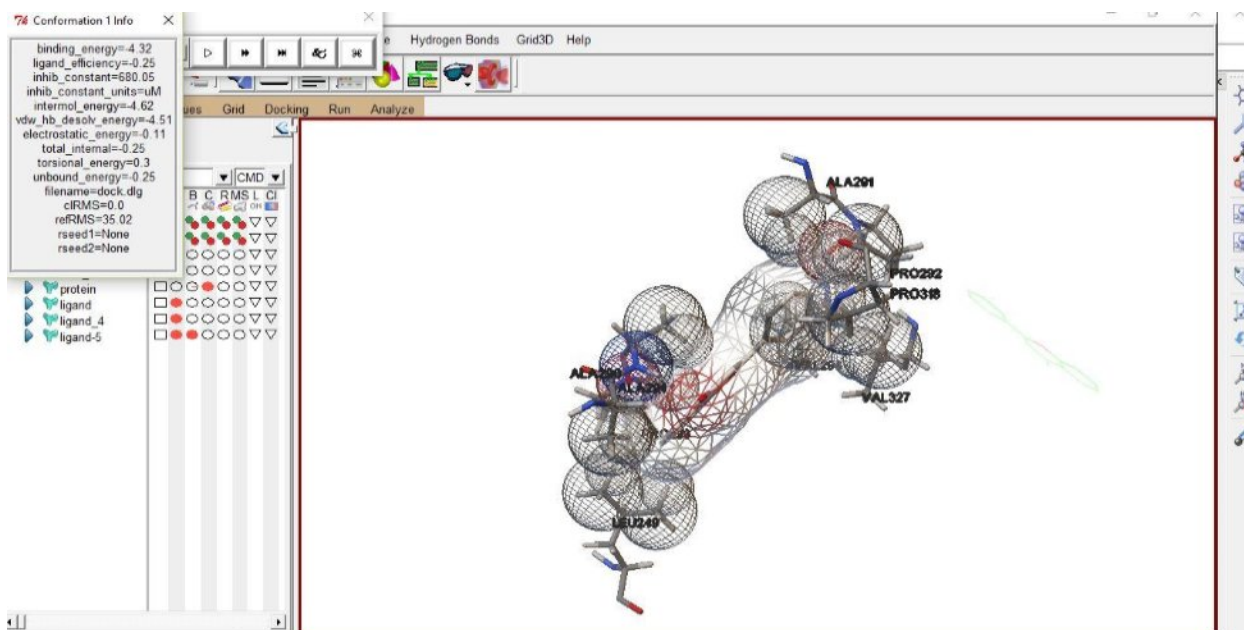 Conformation 1 Info
binding_energy=-4.32
ligand_efficiency=-0.25
inhib_constant=680.05
inhib_constant_units=uM
intermol_energy=-4.62
vdw_hb_desolv_energy=-4.51
electrostatic_energy=-0.11
total_internal=-0.25
torsional_energy=0.3
unbound_energy=-0.25
filename=dock.dlg
clRMS=0.0
refRMS=35.02
rseed1=None
rseed2=None
e Hydrogen Bonds Grid3D Help
ues Grid Docking Run Analyze
CMD
B C R MS L Cl
protein
ligand
ligand_4
ligand-5
ALA291
PRO292
PRO318
VAL327
LEU249